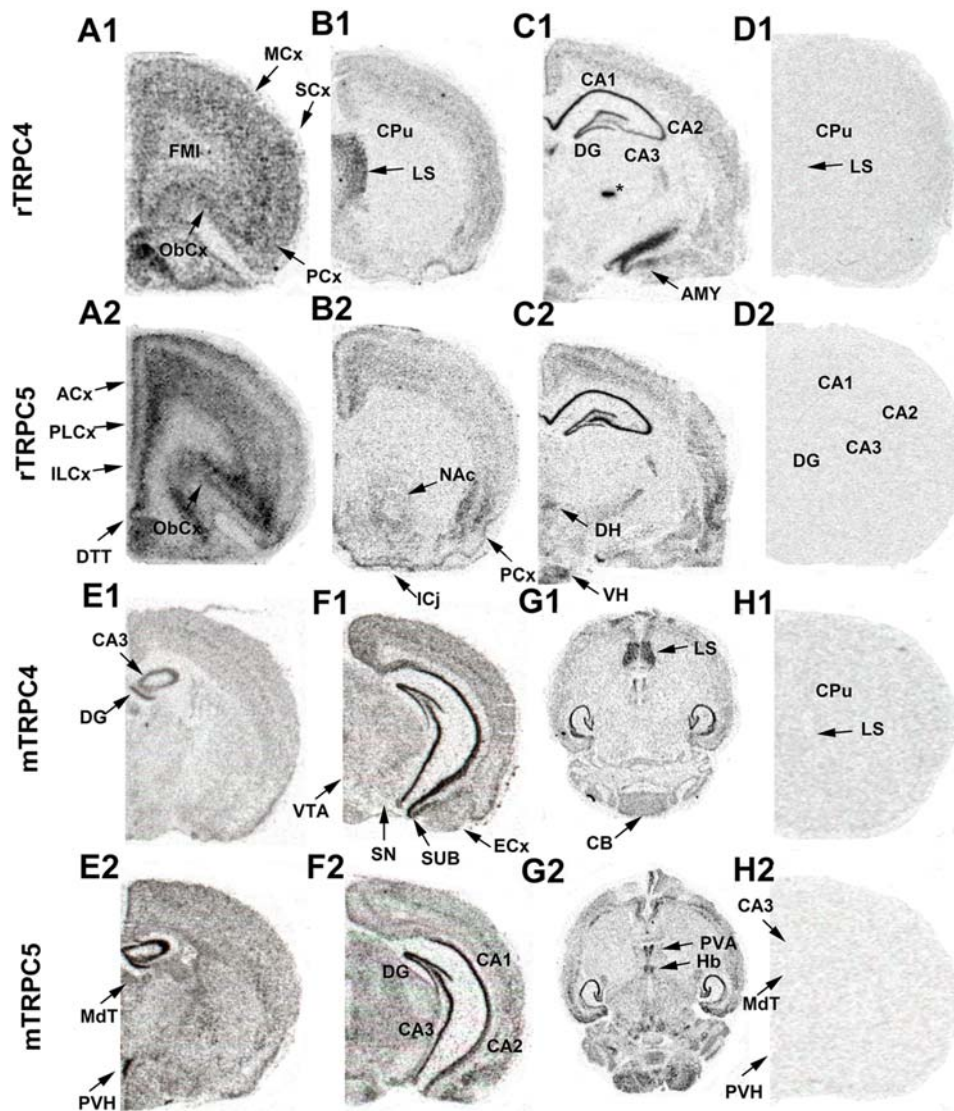 A1
B1
C1
D1
MCx
SCx
FMI
ObCx
PCx
CPu
LS
CA1
CA2
DG
CA3
*
AMY
CPu
LS
rTRPC4
A2
B2
C2
D2
ACx
PLCx
ILCx
DTT
ObCx
NAc
PCx
ICj
DH
VH
CA1
CA2
CA3
DG
rTRPC5
E1
F1
G1
H1
CA3
DG
VTA
SN
SUB
ECx
LS
CB
CPu
LS
mTRPC4
E2
F2
G2
H2
MdT
PVH
DG
CA1
CA3
CA2
PVA
Hb
CA3
MdT
PVH
mTRPC5